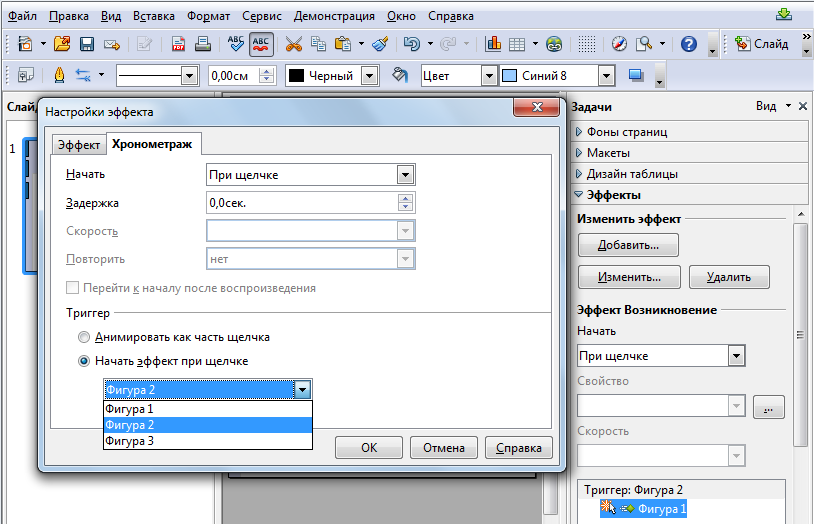 Файл Правка Вид Вставка Формат Сервис Демонстрация Окно Справка
ABC ABC Слайд
0,00см Черный Цвет Синий 8
Слайд
1
Настройки эффекта
Эффект Хронометраж
Начать При щелчке
Задержка 0,0сек.
Скорость
Повторить нет
Перейти к началу после воспроизведения
Триггер
Анимировать как часть щелчка
Начать эффект при щелчке
Фигура 2
Фигура 1
Фигура 2
Фигура 3
OK Отмена Справка
Задачи Вид
Фоны страниц
Макеты
Дизайн таблицы
Эффекты
Изменить эффект
Добавить...
Изменить... Удалить
Эффект Возникновение
Начать
При щелчке
Свойство
...
Скорость
Триггер: Фигура 2
Фигура 1